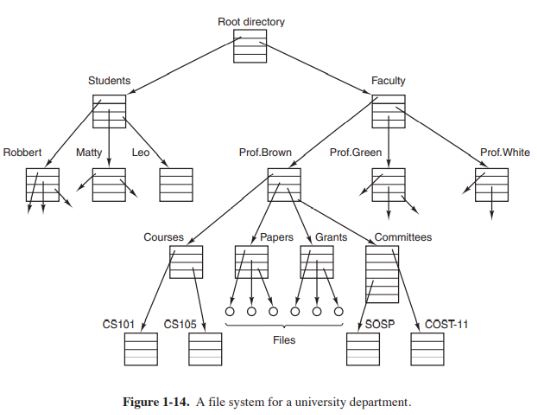 Root directory
Students
Faculty
Robbert
Matty
Leo
Prof.Brown
Prof.Green
Prof.White
Courses
Papers
Grants
Committees
CS101
CS105
Files
SOSP
COST-11
Figure 1-14. A file system for a university department.